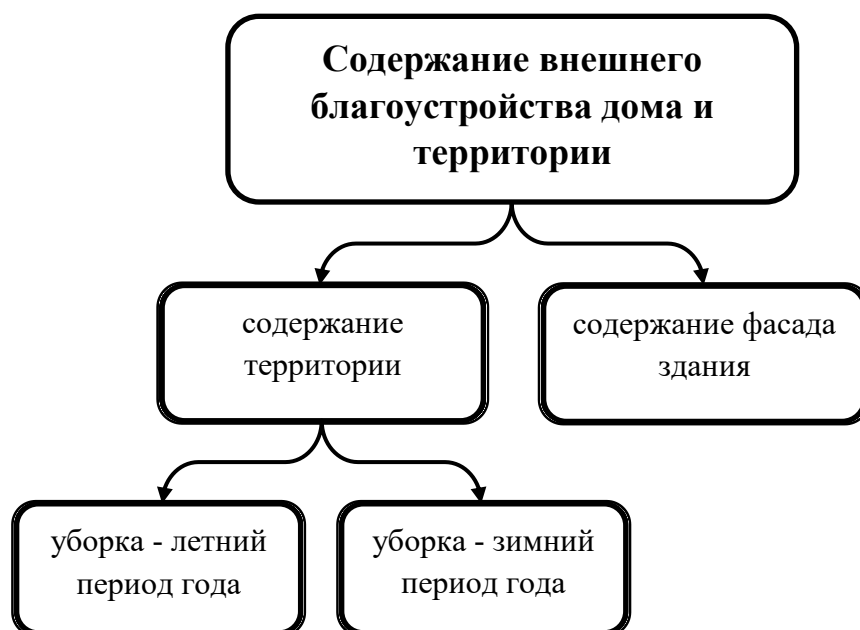 Содержание внешнего
благоустройства дома и
территории
содержание
территории
содержание фасада
здания
уборка - летний
период года
уборка - зимний
период года